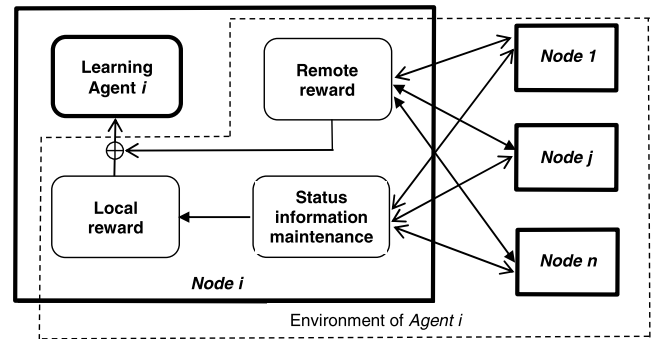 Learning
Agent i
Remote
reward
Node 1
Node j
Local
reward
Status
information
maintenance
Node n
Node i
Environment of Agent i